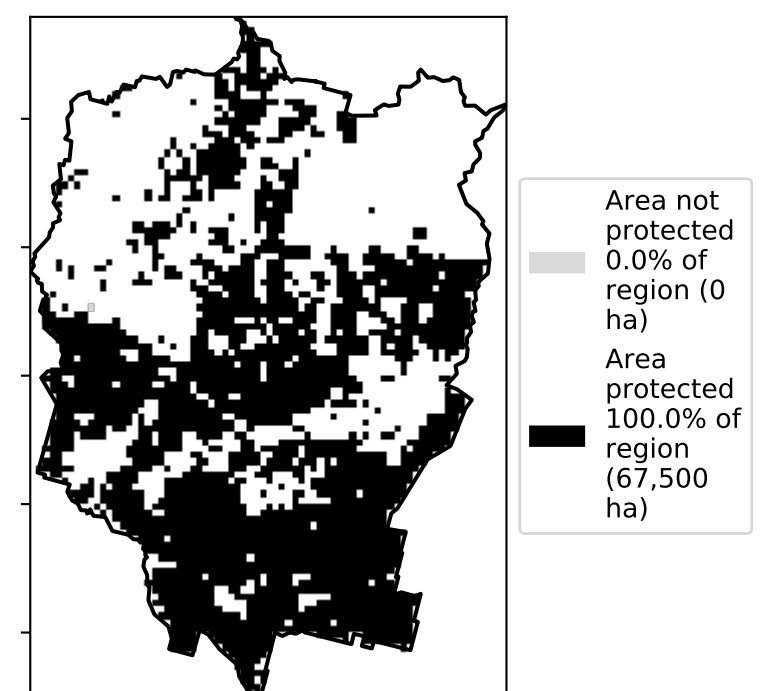 Area not
protected
0.0% of
region (0
ha)
Area
protected
100.0% of
region
(67,500
ha)